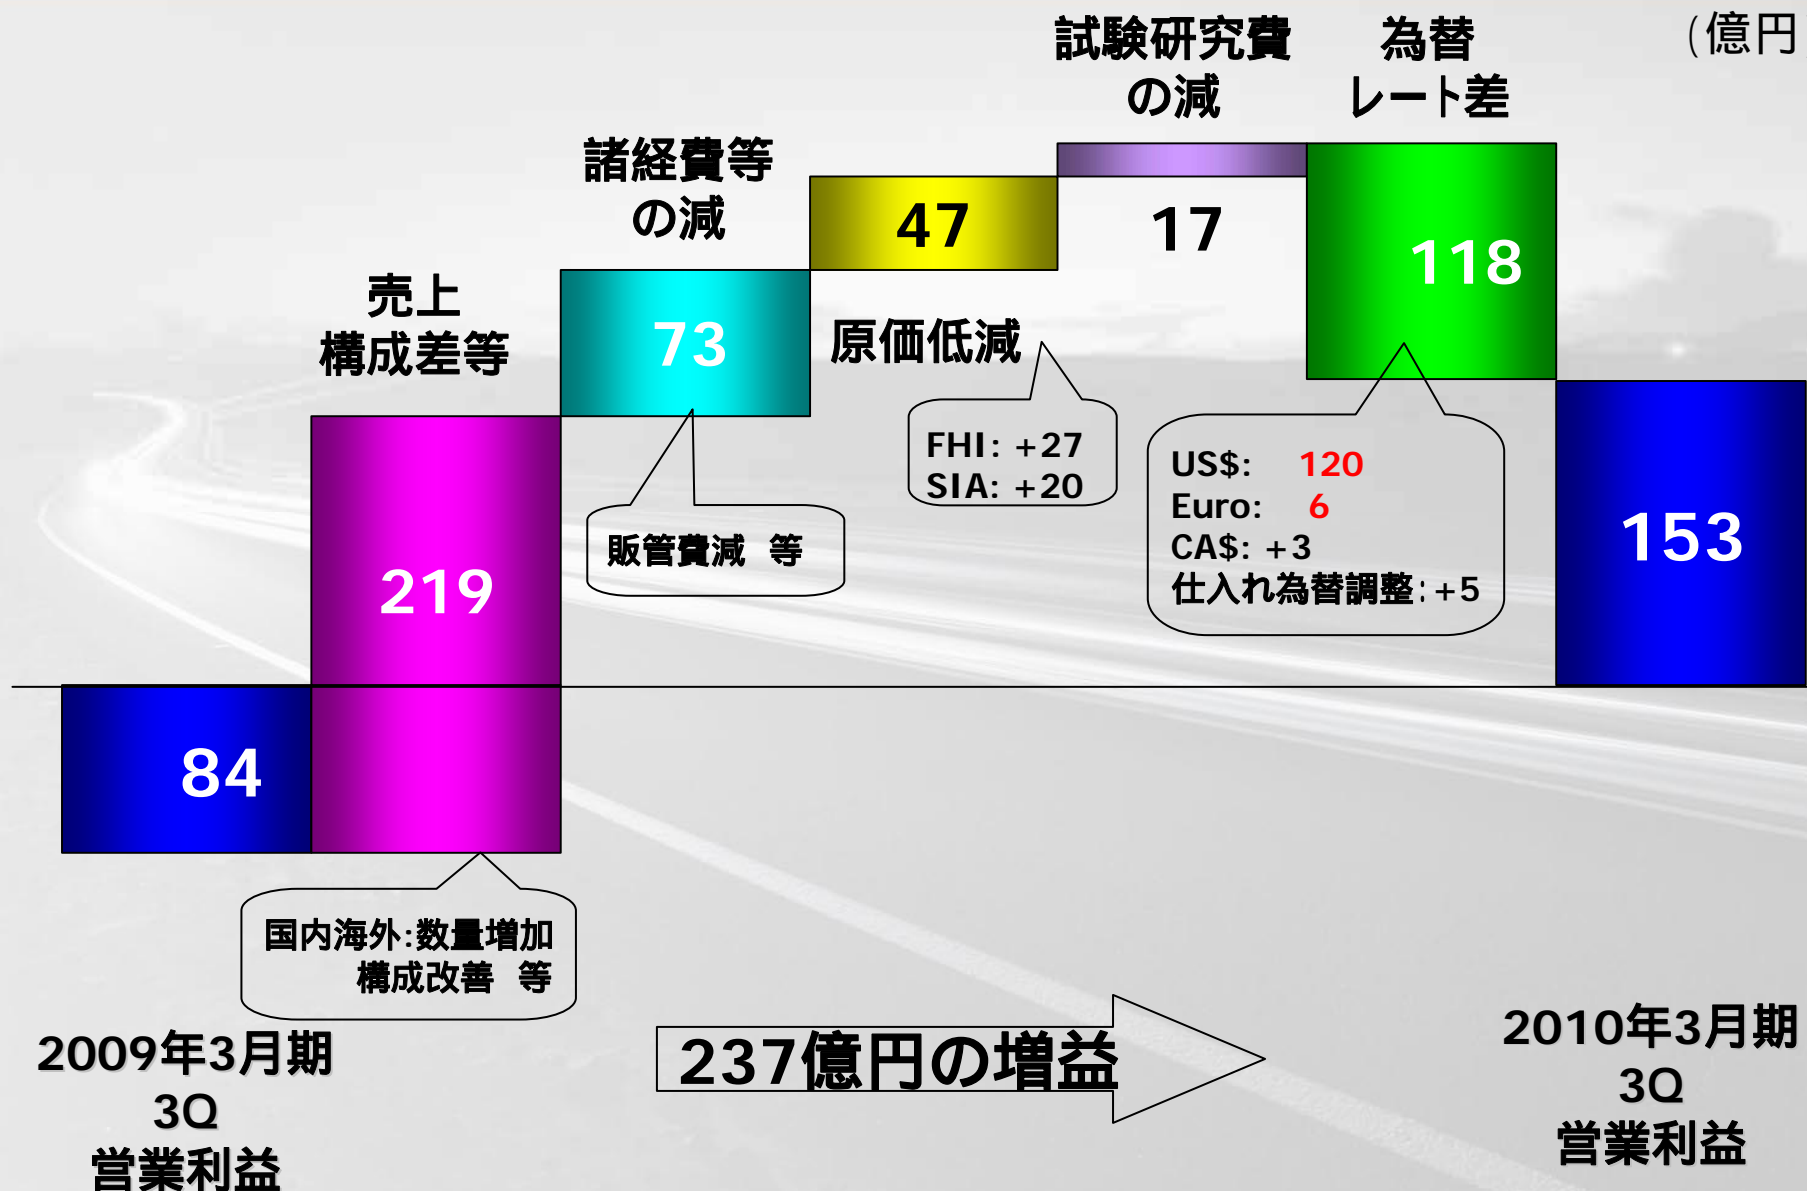 (億円
試験研究費
の減
為替
レート差
諸経費等
の減
47
17
118
売上
構成差等
73
原価低減
FHI: +27
SIA: +20
US$: 120
Euro: 6
CA$: +3
仕入れ為替調整:+5
153
販管費減 等
219
84
国内海外:数量増加
構成改善 等
237億円の増益
2009年3月期
3Q
営業利益
2010年3月期
3Q
営業利益